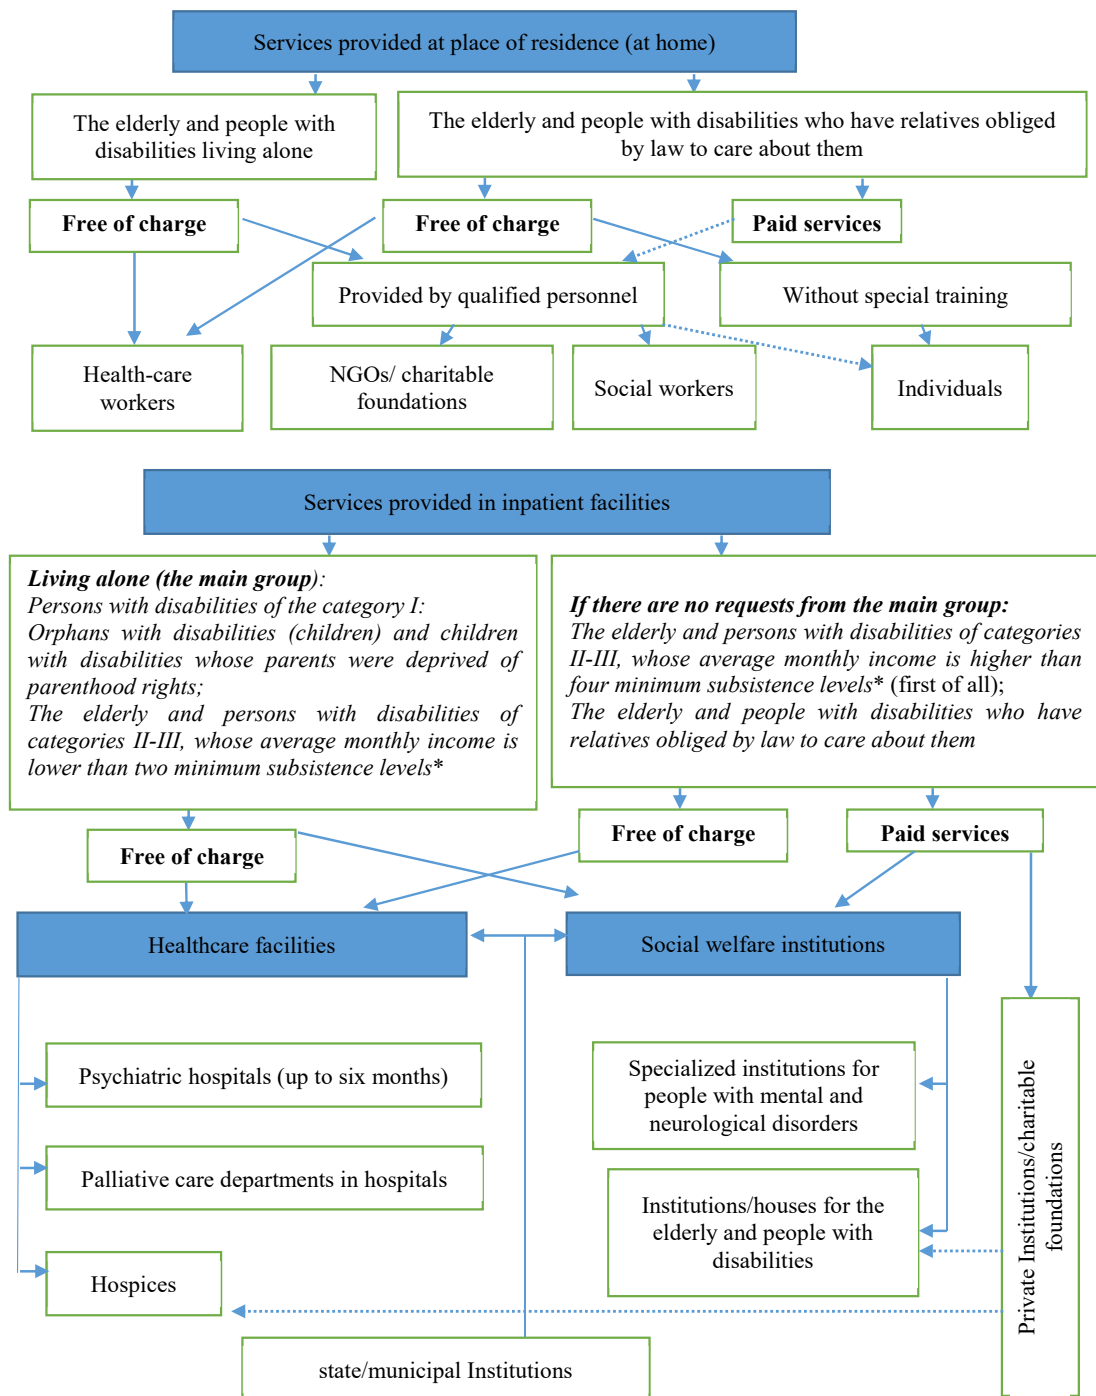 Services provided at place of residence (at home)
The elderly and people with
disabilities living alone
The elderly and people with disabilities who have relatives obliged
by law to care about them
Free of charge
Free of charge
Paid services
Provided by qualified personnel
Without special training
Health-care
workers
NGOs/ charitable
foundations
Social workers
Individuals
Services provided in inpatient facilities
Living alone (the main group):
Persons with disabilities of the category I:
Orphans with disabilities (children) and children
with disabilities whose parents were deprived of
parenthood rights;
The elderly and persons with disabilities of
categories II-III, whose average monthly income is
lower than two minimum subsistence levels*
If there are no requests from the main group:
The elderly and persons with disabilities of categories
II-III, whose average monthly income is higher than
four minimum subsistence levels* (first of all);
The elderly and people with disabilities who have
relatives obliged by law to care about them
Free of charge
Free of charge
Paid services
Healthcare facilities
Social welfare institutions
Psychiatric hospitals (up to six months)
Specialized institutions for
people with mental and
neurological disorders
Palliative care departments in hospitals
Institutions/houses for the
elderly and people with
disabilities
Hospices
Private Institutions/charitable
foundations
state/municipal Institutions